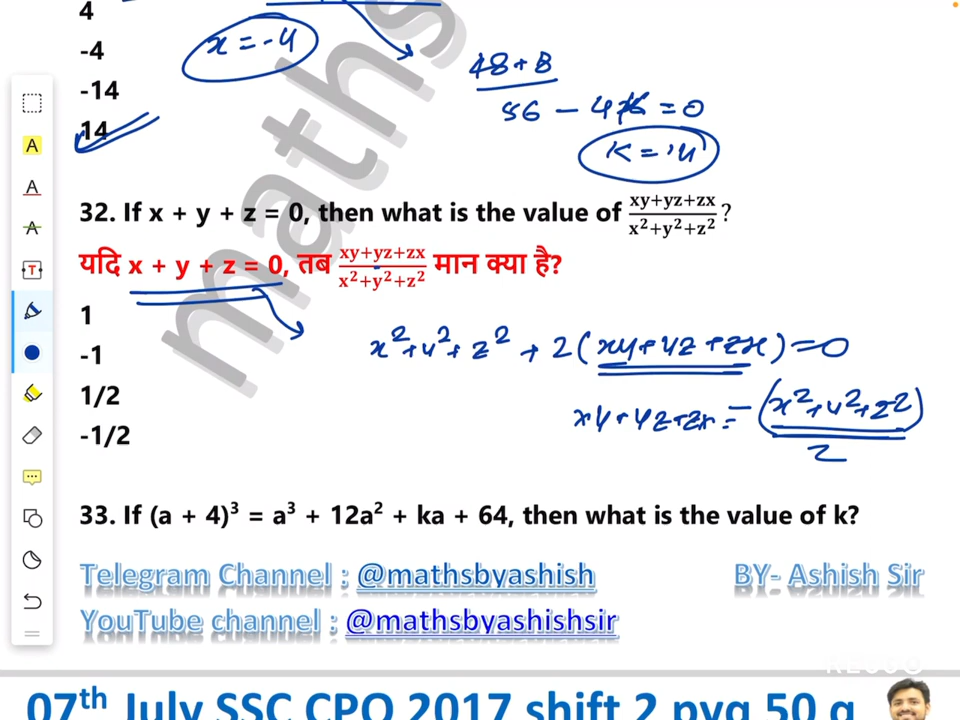 4
-4
-14
14
x = -4
48 + 8
56 - 4k = 0
k = 14
maths
32. If x + y + z = 0, then what is the value of (xy+yz+zx)/(x²+y²+z²)?
यदि x + y + z = 0, तब (xy+yz+zx)/(x²+y²+z²) मान क्या है?
1
-1
1/2
-1/2
x² + y² + z² + 2(xy + yz + zx) = 0
xy + yz + zx = -(x² + y² + z²)/2
33. If (a + 4)³ = a³ + 12a² + ka + 64, then what is the value of k?
Telegram Channel : @mathsbyashish BY- Ashish Sir
YouTube channel : @mathsbyashishsir
07th July SSC CPO 2017 shift 2 pyq 50 q